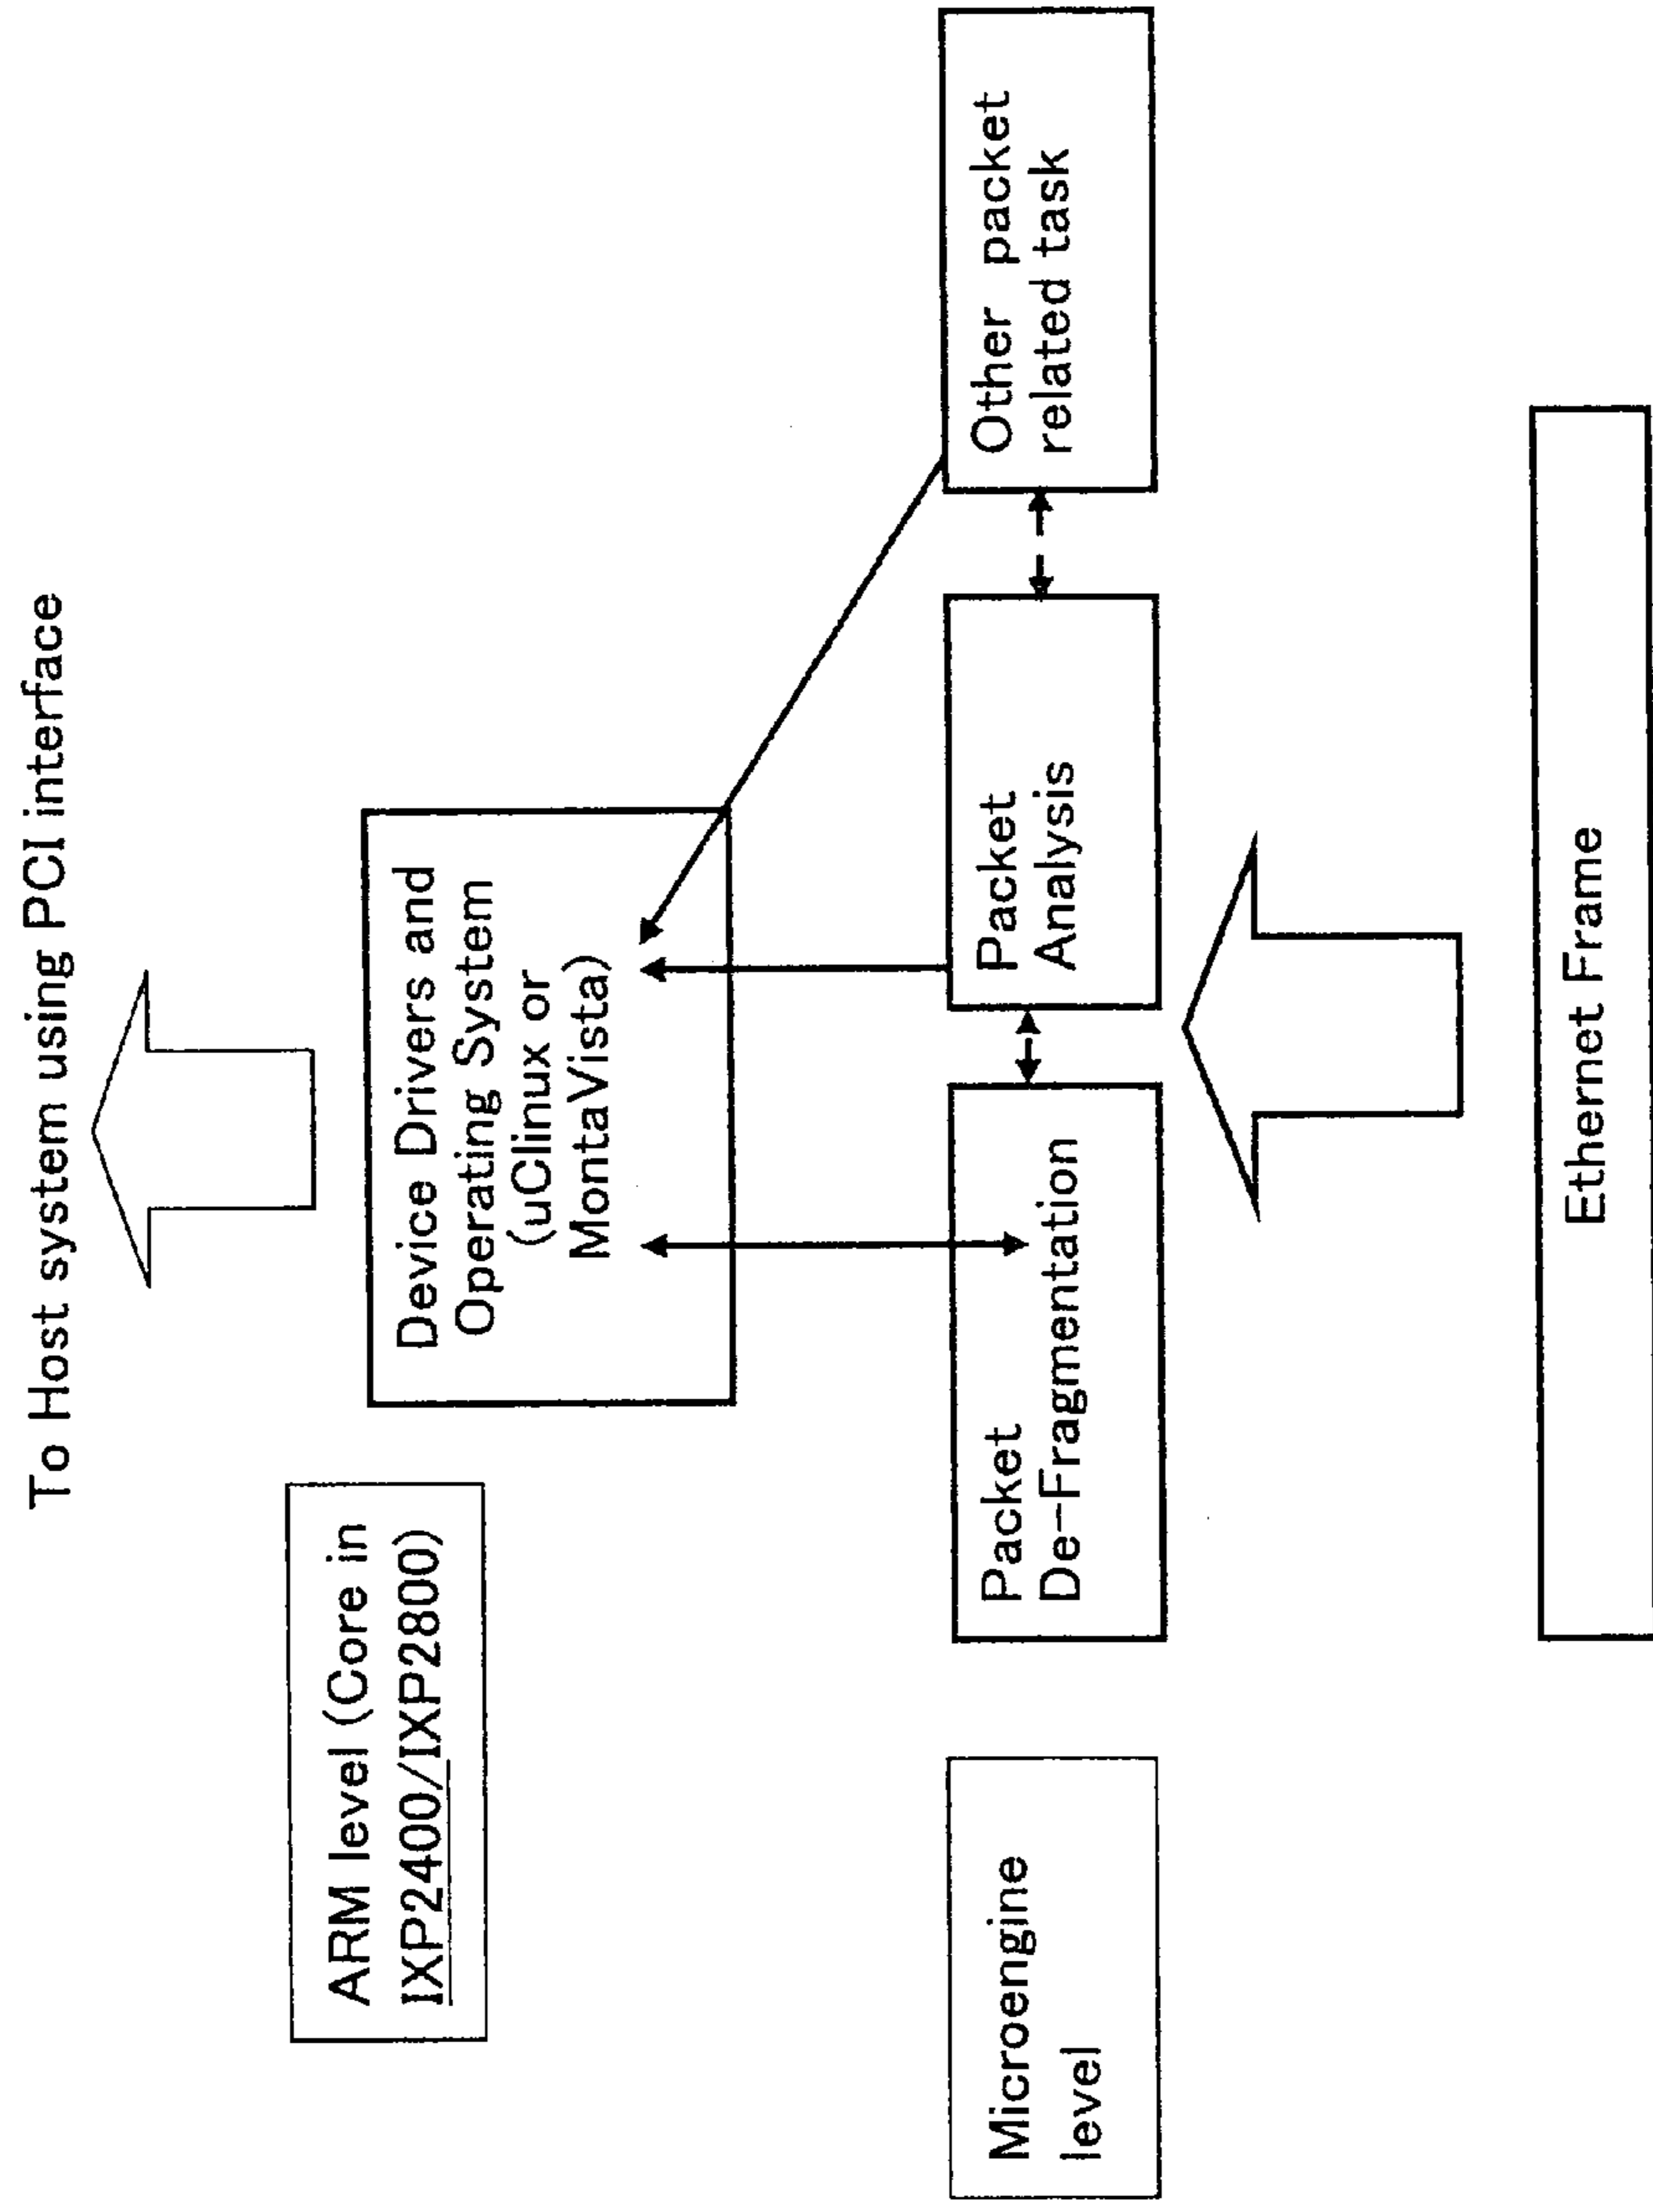 To Host system using PCI interface
ARM level (Core in
IXP2400/IXP2800)
Device Drivers and
Operating System
(uClinux or
MontaVista)
Microengine
level
Packet
De-Fragmentation
Packet
Analysis
Other packet
related task
Ethernet Frame